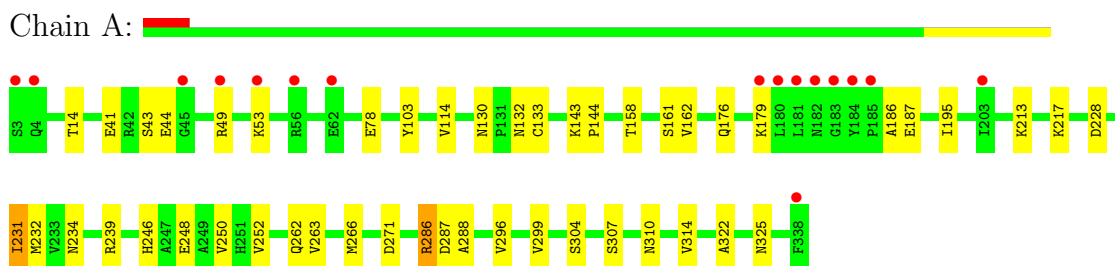 Chain A:
S3 Q4 T14 E41 R42 S43 E44 G45 R49 K53 R56 E62 E78 Y103 V114 N130 P131 N132 C133 K143 P144 T158 S161 V162 Q176 K179 L180 L181 N182 G183 Y184 P185 A186 E187 I195 I203 K213 K217 D228
I231 M232 V233 N234 R239 H246 A247 E248 A249 V250 H251 V252 Q262 V263 M266 D271 R286 D287 A288 V296 V299 S304 S307 N310 V314 A322 N325 F338